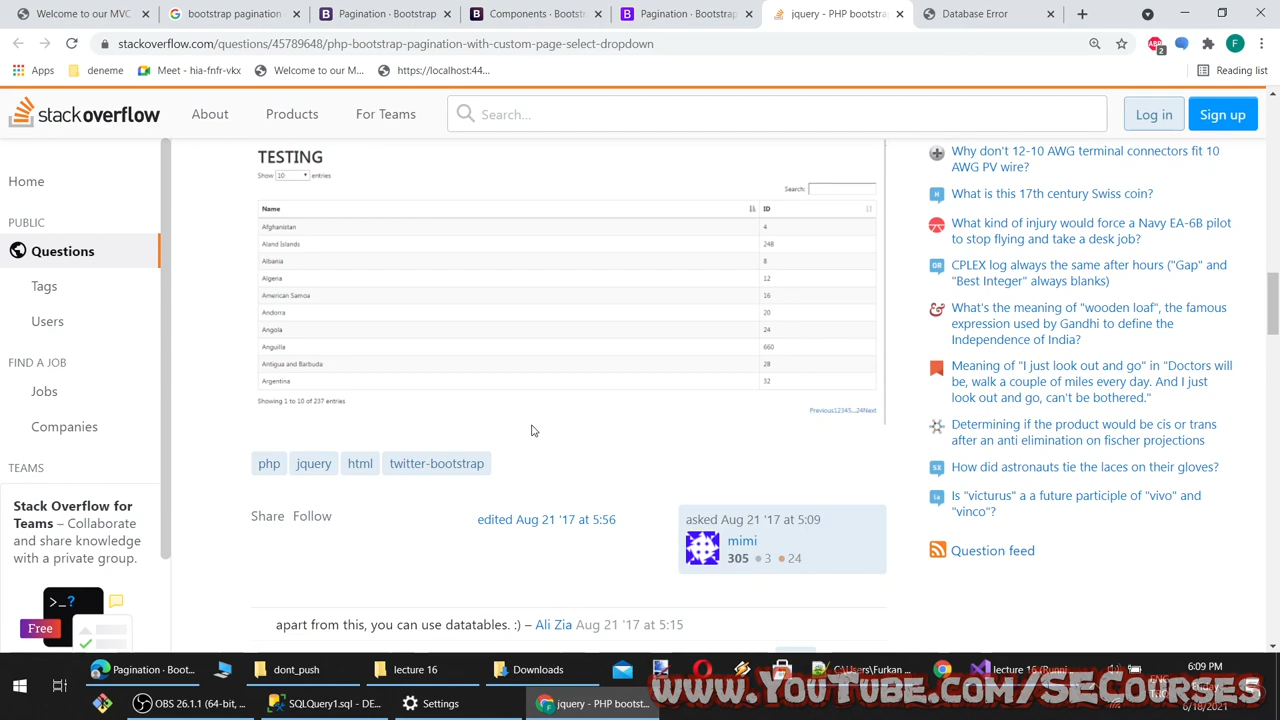 Welcome to our MVC
bootstrap pagination
Bootstrap
Components · B
Pagination · B
jquery - PHP bootstra
Database Error
stackoverflow.com/questions/45789648/php-bootstrap-pagination-with-custom-page-select-dropdown
2
F
Apps
deneme
Meet - hia-fnfr-vkx
Welcome to our M...
https://localhost:44...
Reading list
stackoverflow
About
Products
For Teams
Search...
Log in
Sign up
Home
PUBLIC
Questions
Tags
Users
FIND A JOB
Jobs
Companies
TEAMS
Stack Overflow for
Teams – Collaborate
and share knowledge
with a private group.
>_?
Free
TESTING
Show 10 entries
Search:
Name ID
Afghanistan 4
Aland Islands 248
Albania 8
Algeria 12
American Samoa 16
Andorra 20
Angola 24
Anguilla 660
Antigua and Barbuda 28
Argentina 32
Showing 1 to 10 of 237 entries
Previous12345...24Next
php jquery html twitter-bootstrap
Share Follow
edited Aug 21 '17 at 5:56
asked Aug 21 '17 at 5:09
mimi
305 3 24
apart from this, you can use datatables. :) – Ali Zia Aug 21 '17 at 5:15
Why don't 12-10 AWG terminal connectors fit 10
AWG PV wire?
What is this 17th century Swiss coin?
What kind of injury would force a Navy EA-6B pilot
to stop flying and take a desk job?
CPLEX log always the same after hours ("Gap" and
"Best Integer" always blanks)
What's the meaning of "wooden loaf", the famous
expression used by Gandhi to define the
Independence of India?
Meaning of "I just look out and go" in "Doctors will
be, walk a couple of miles every day. And I just
look out and go, can't be bothered."
Determining if the product would be cis or trans
after an anti elimination on fischer projections
How did astronauts tie the laces on their gloves?
Is "victurus" a a future participle of "vivo" and
"vinco"?
Question feed
Pagination · Boot...
dont_push
lecture 16
Downloads
C:\Users\Furkan ...
lecture 16 (Runni...
6:09 PM
ENG
Friday
6/18/2021
OBS 26.1.1 (64-bit, ...
SQLQuery1.sql - DE...
Settings
jquery - PHP bootst...
www.YouTube.com/SECourses